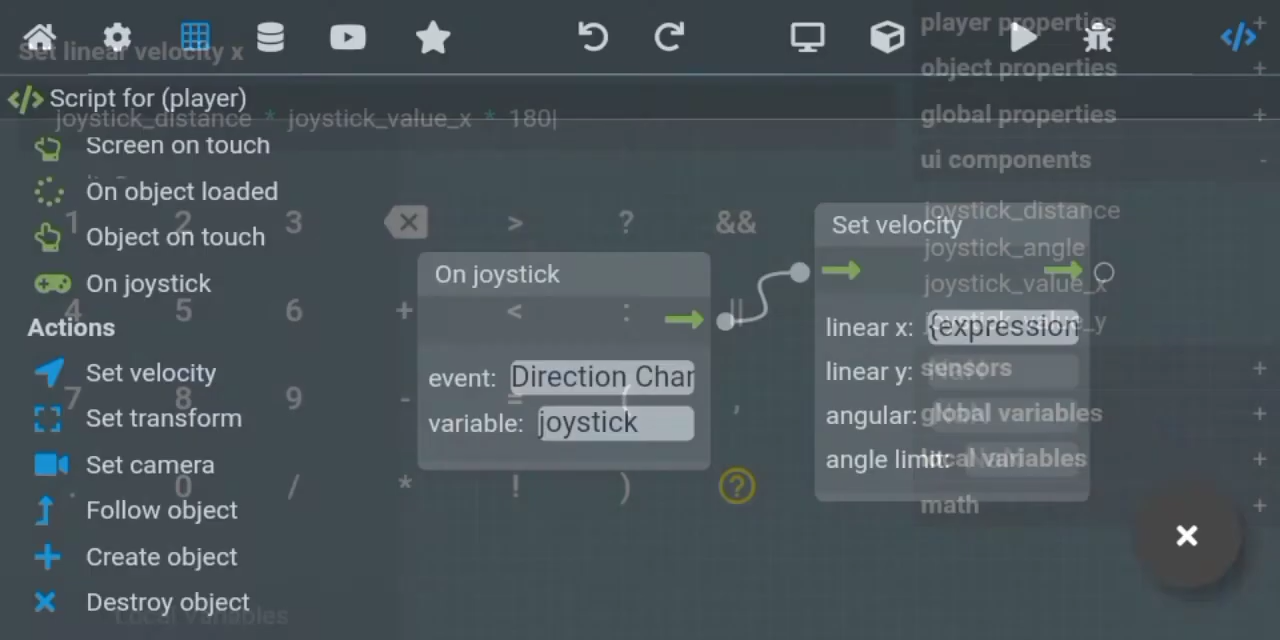 Set linear velocity x
player properties +
object properties +
global properties +
ui components -
joystick_distance
joystick_angle
joystick_value_x
joystick_value_y
sensors +
global variables +
local variables +
math +
</> Script for (player)
joystick_distance * joystick_value_x * 180|
Screen on touch
On object loaded
Object on touch
On joystick
Actions
Set velocity
Set transform
Set camera
Follow object
Create object
Destroy object
Local Variables
1 2 3 > ? &&
4 5 6 + < : ||
7 8 9 - = ( ,
. 0 / * ! ) ?
On joystick
event: Direction Char
variable: joystick
Set velocity
linear x: {expression
linear y:
angular:
angle limit: